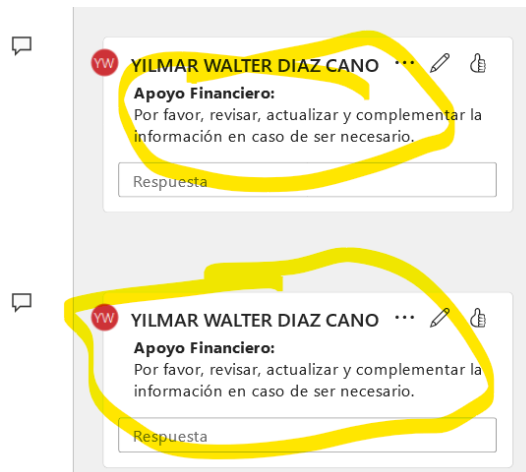 YW YILMAR WALTER DIAZ CANO ...
Apoyo Financiero:
Por favor, revisar, actualizar y complementar la
información en caso de ser necesario.
Respuesta
YW YILMAR WALTER DIAZ CANO ...
Apoyo Financiero:
Por favor, revisar, actualizar y complementar la
información en caso de ser necesario.
Respuesta